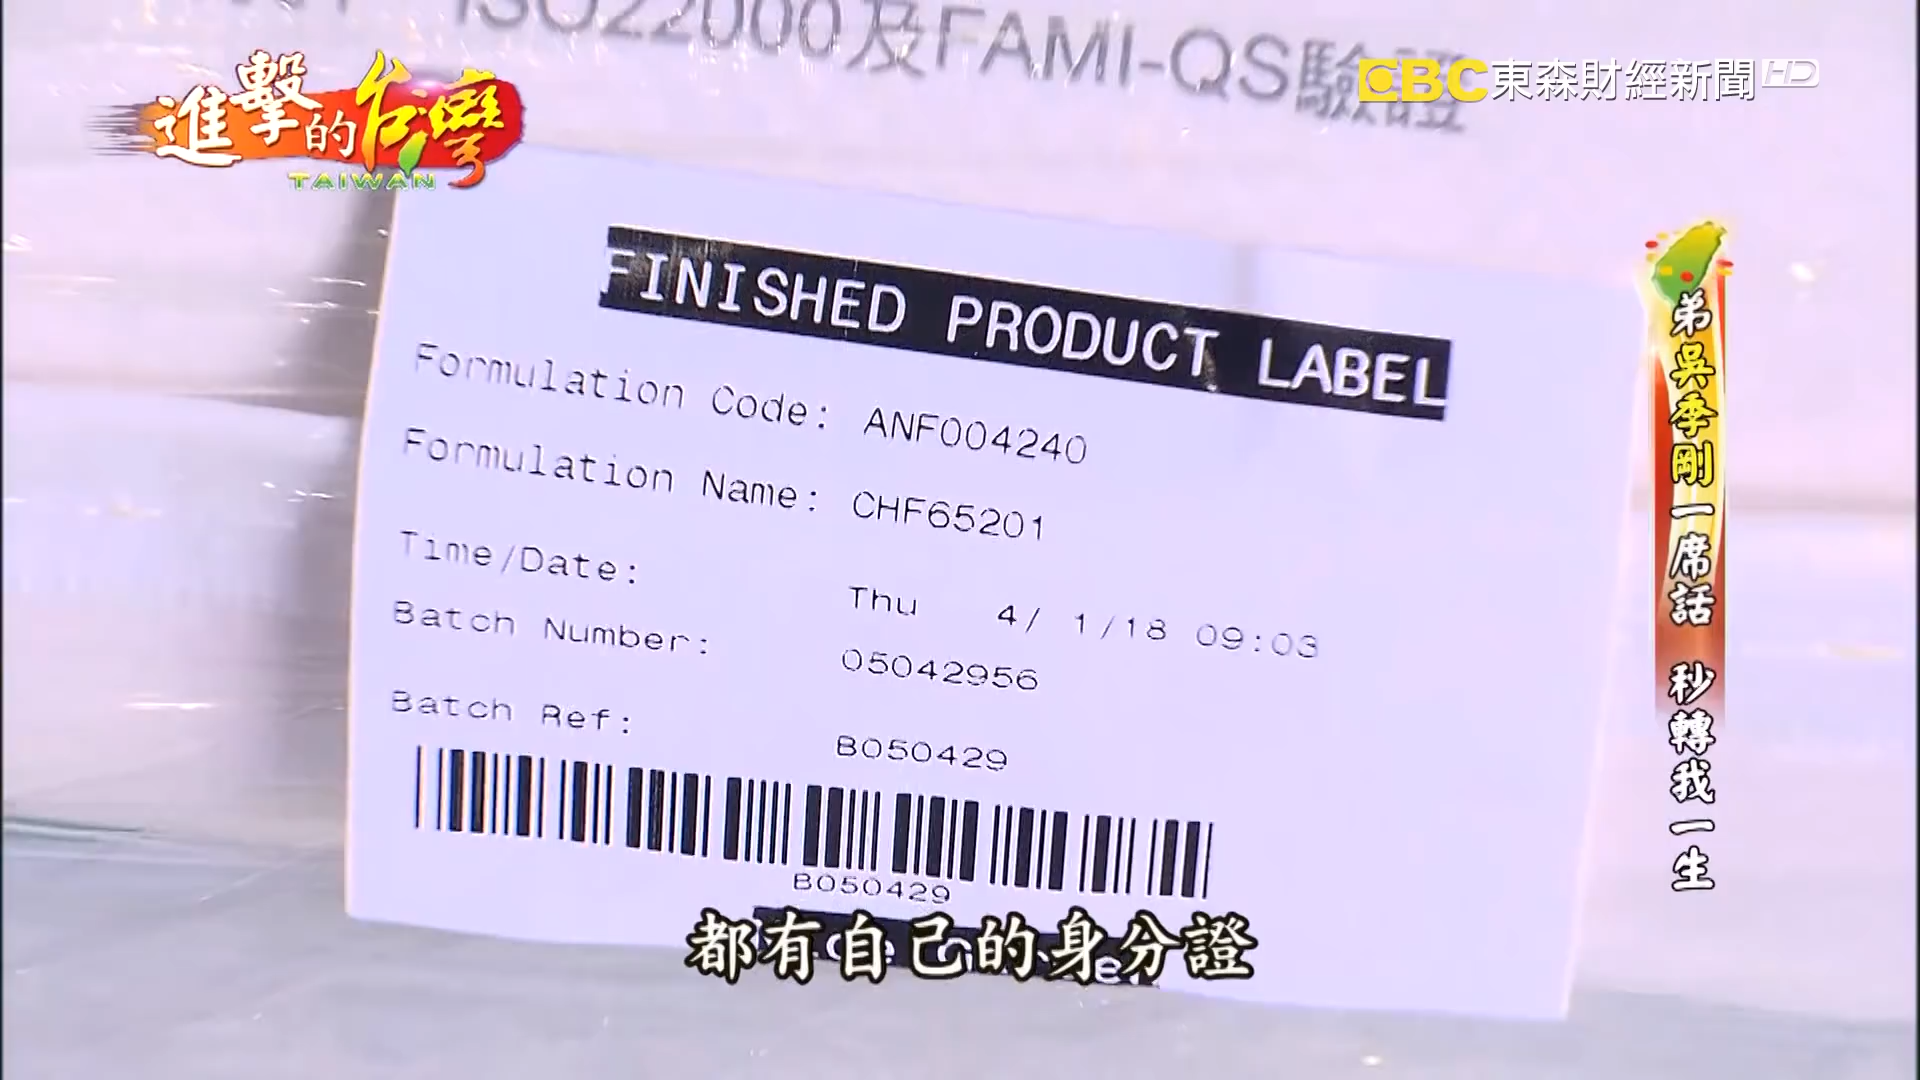 ISO22000及FAMI-QS驗證
進擊的台灣
TAIWAN
EBC東森財經新聞HD
FINISHED PRODUCT LABEL
Formulation Code: ANF004240
Formulation Name: CHF65201
Time/Date: Thu 4/ 1/18 09:03
Batch Number: 05042956
Batch Ref: B050429
B050429
弟吳季剛一席話 秒轉我一生
都有自己的身分證